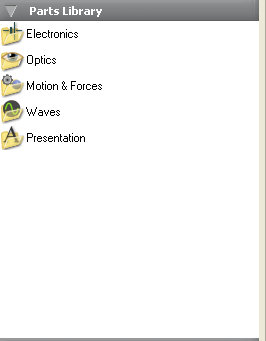 Parts Library
Electronics
Optics
Motion & Forces
Waves
Presentation